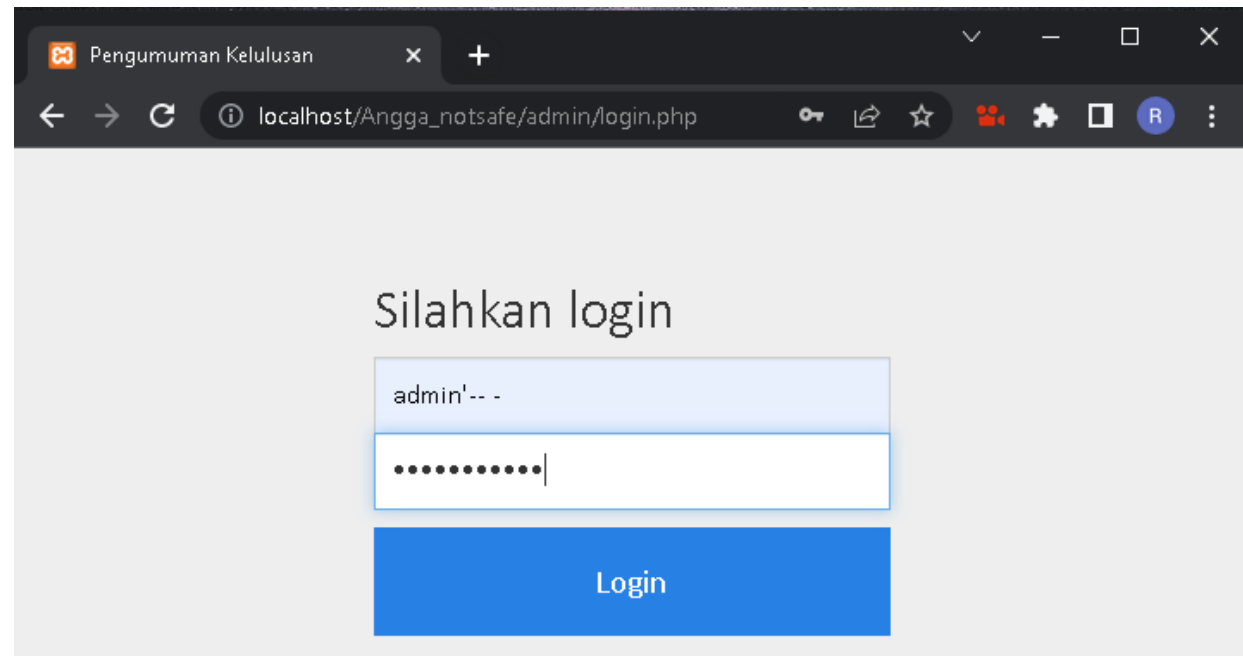 Pengumuman Kelulusan
localhost/Angga_notsafe/admin/login.php
R
Silahkan login
admin'-- -
•••••••••••
Login